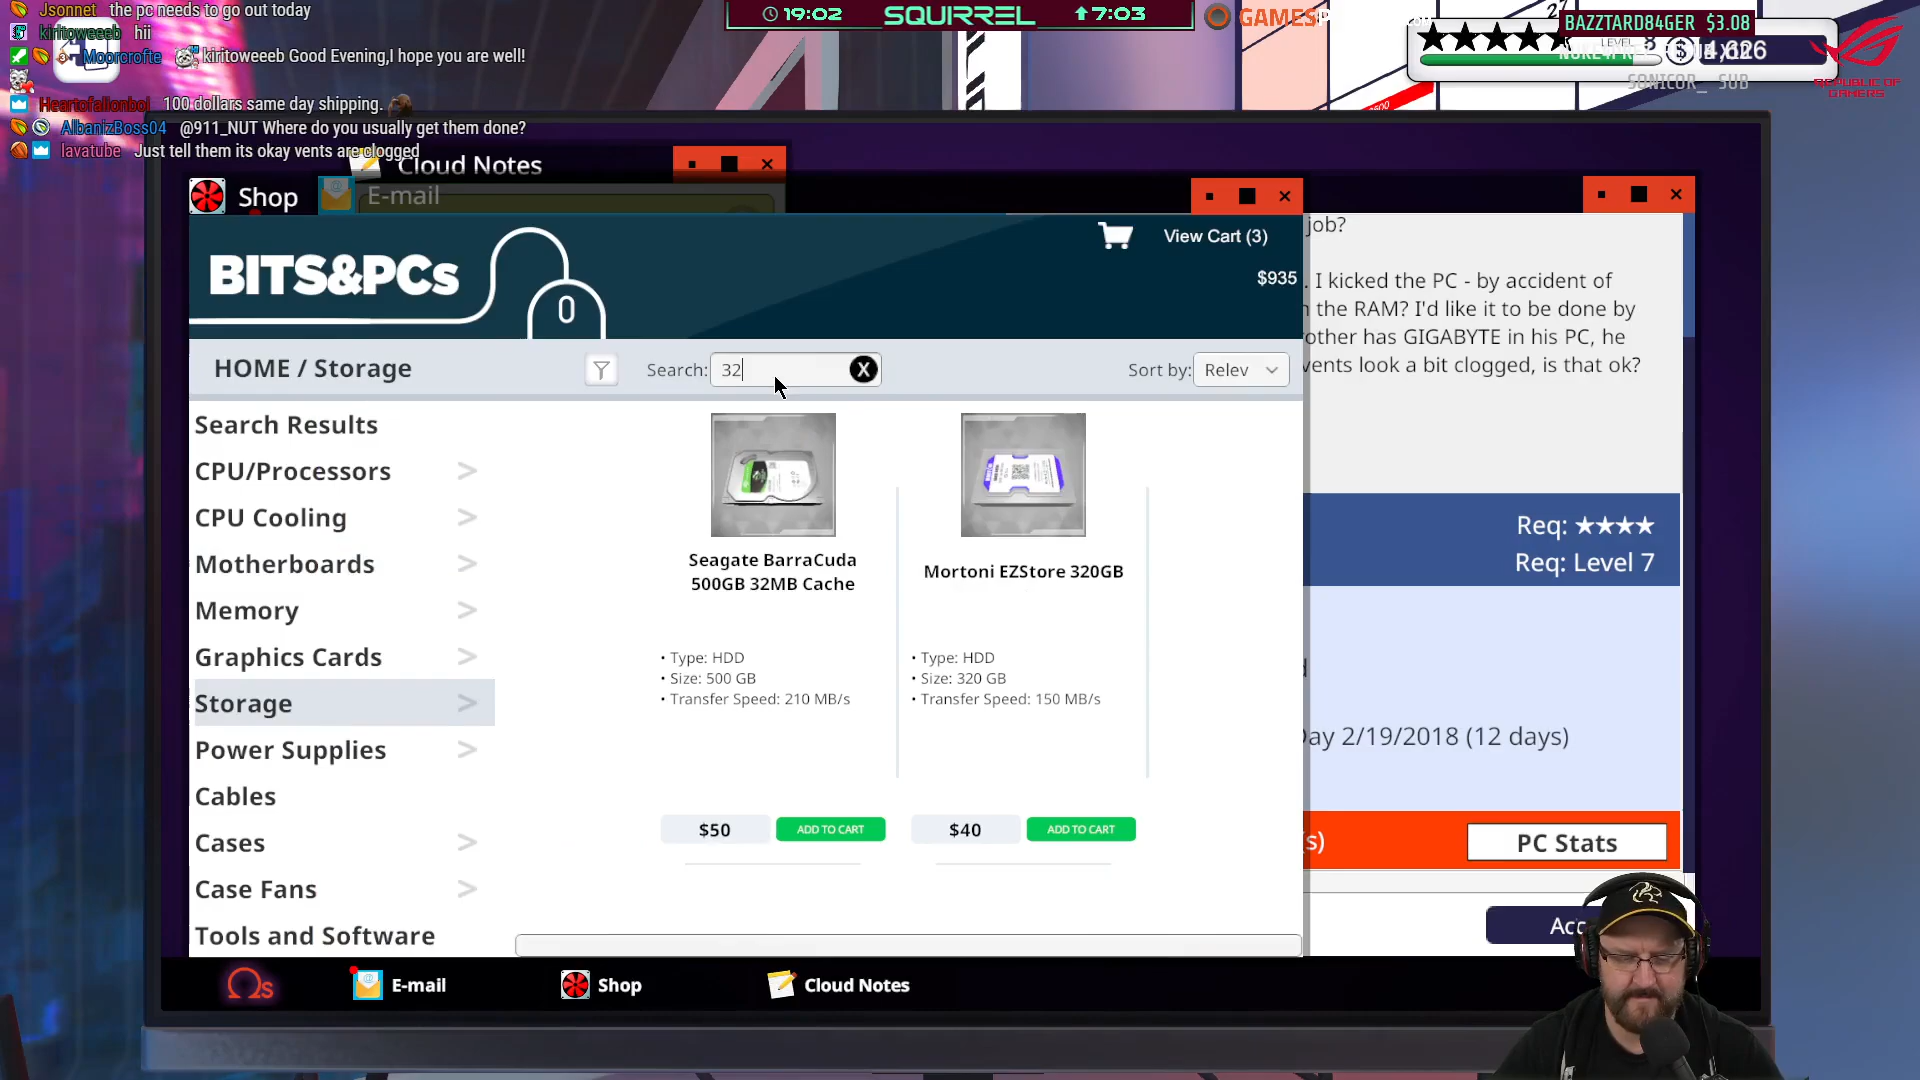 Jsonnet the pc needs to go out today
kiritoweeeb hii
Moorcrofte kiritoweeeb Good Evening,I hope you are well!
Heartofallonboi 100 dollars same day shipping.
AlbanizBoss04 @911_NUT Where do you usually get them done?
lavatube Just tell them its okay vents are clogged
19:02 SQUIRREL 7:03
GAMES
BAZZTARD84GER $3.08
LEVEL
SONICOR_ SUB
REPUBLIC OF GAMERS
Cloud Notes
Shop
E-mail
BITS&PCs
View Cart (3)
$935
HOME / Storage
Search: 32
X
Sort by: Relev
Search Results
CPU/Processors >
CPU Cooling >
Motherboards >
Memory >
Graphics Cards >
Storage >
Power Supplies >
Cables
Cases >
Case Fans >
Tools and Software
Seagate BarraCuda
500GB 32MB Cache
• Type: HDD
• Size: 500 GB
• Transfer Speed: 210 MB/s
$50 ADD TO CART
Mortoni EZStore 320GB
• Type: HDD
• Size: 320 GB
• Transfer Speed: 150 MB/s
$40 ADD TO CART
job?
. I kicked the PC - by accident of
the RAM? I'd like it to be done by
other has GIGABYTE in his PC, he
vents look a bit clogged, is that ok?
Req: ★★★★
Req: Level 7
ay 2/19/2018 (12 days)
(s)
PC Stats
Acc
E-mail
Shop
Cloud Notes